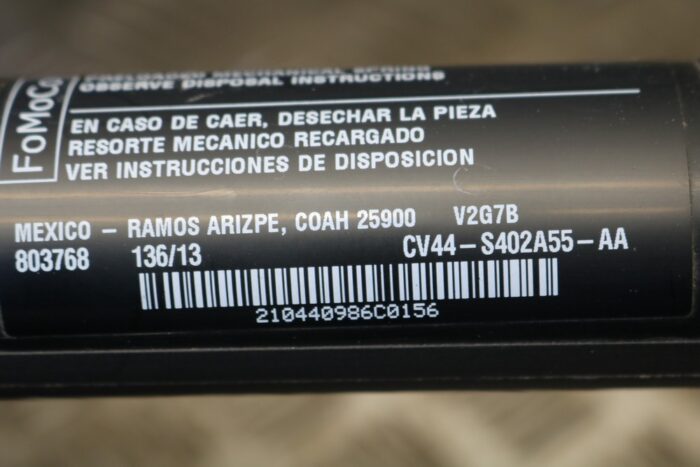 FoMoCo
PRELOADED MECHANICAL SPRING
OBSERVE DISPOSAL INSTRUCTIONS
EN CASO DE CAER, DESECHAR LA PIEZA
RESORTE MECANICO RECARGADO
VER INSTRUCCIONES DE DISPOSICION
MEXICO - RAMOS ARIZPE, COAH 25900 V2G7B
803768 136/13 CV44-S402A55-AA
210440986C0156